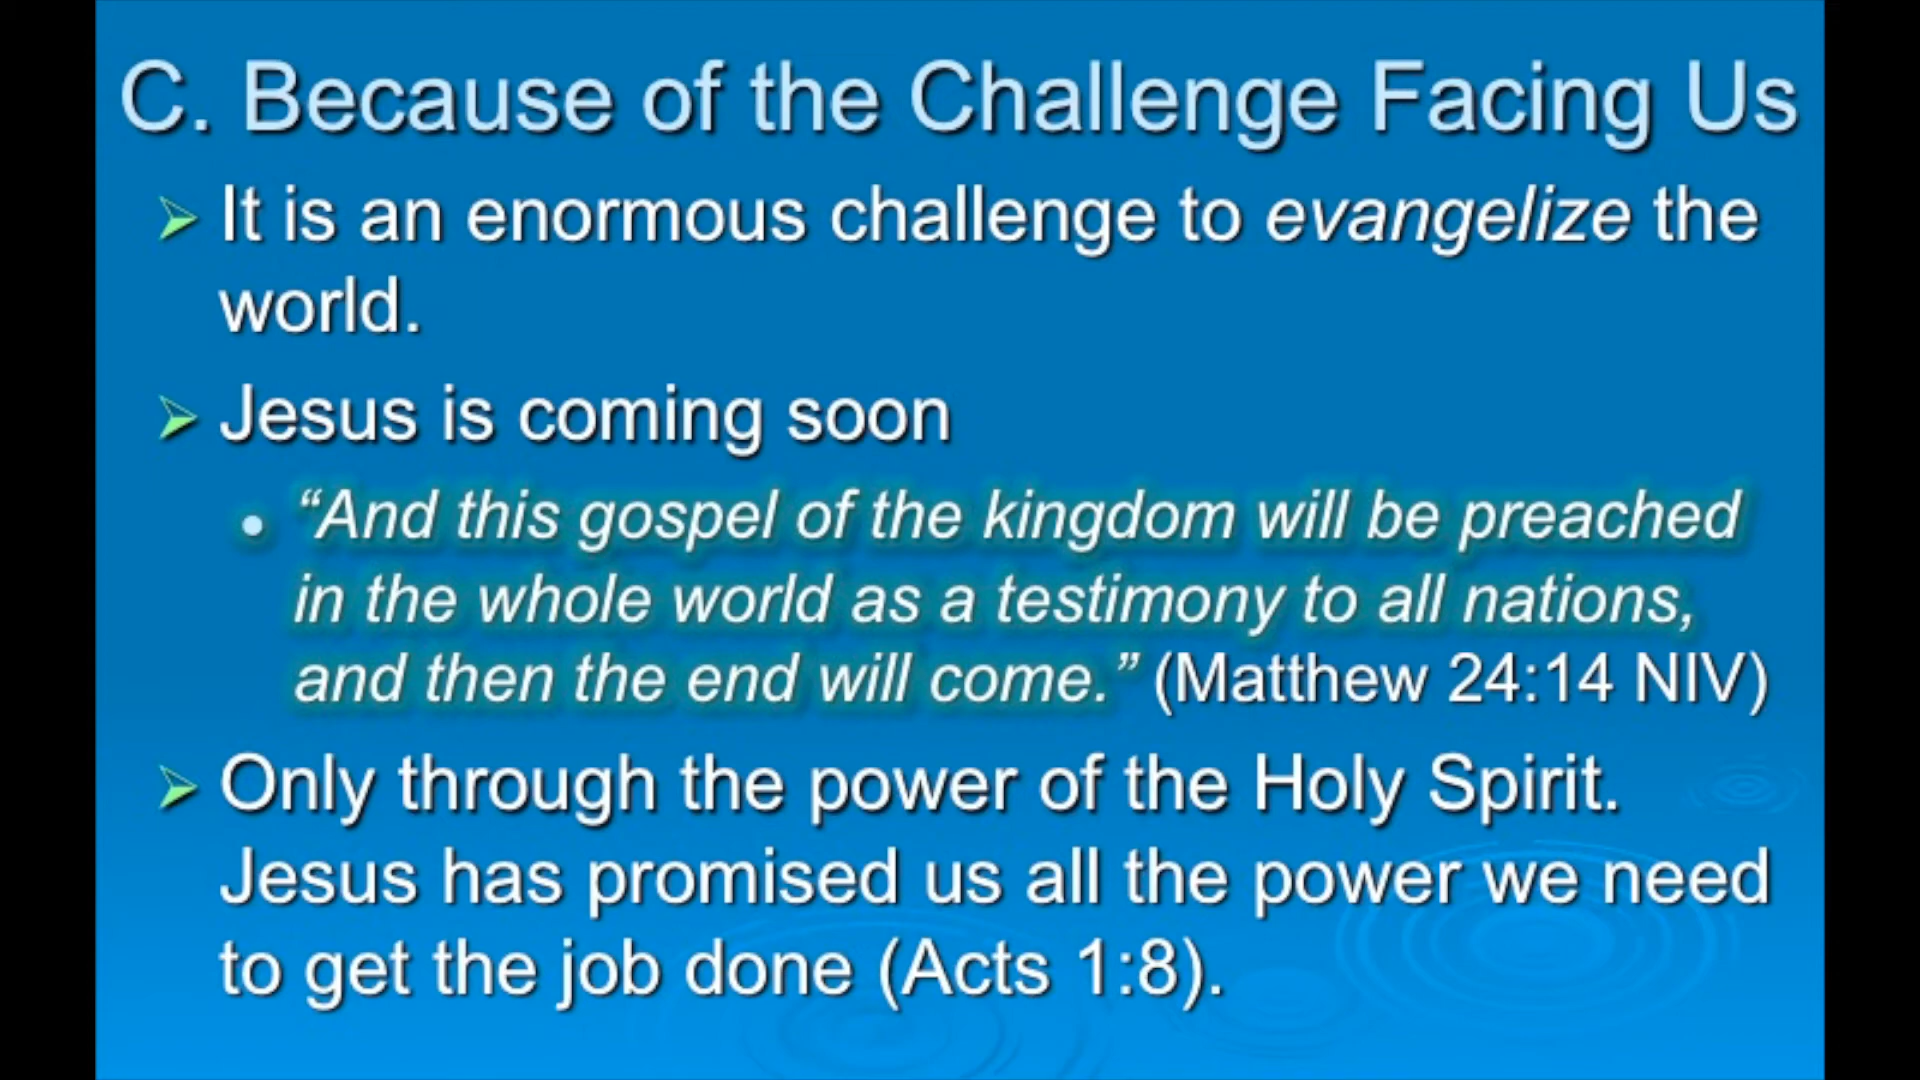 C. Because of the Challenge Facing Us
It is an enormous challenge to evangelize the
world.
Jesus is coming soon
“And this gospel of the kingdom will be preached
in the whole world as a testimony to all nations,
and then the end will come.” (Matthew 24:14 NIV)
Only through the power of the Holy Spirit.
Jesus has promised us all the power we need
to get the job done (Acts 1:8).